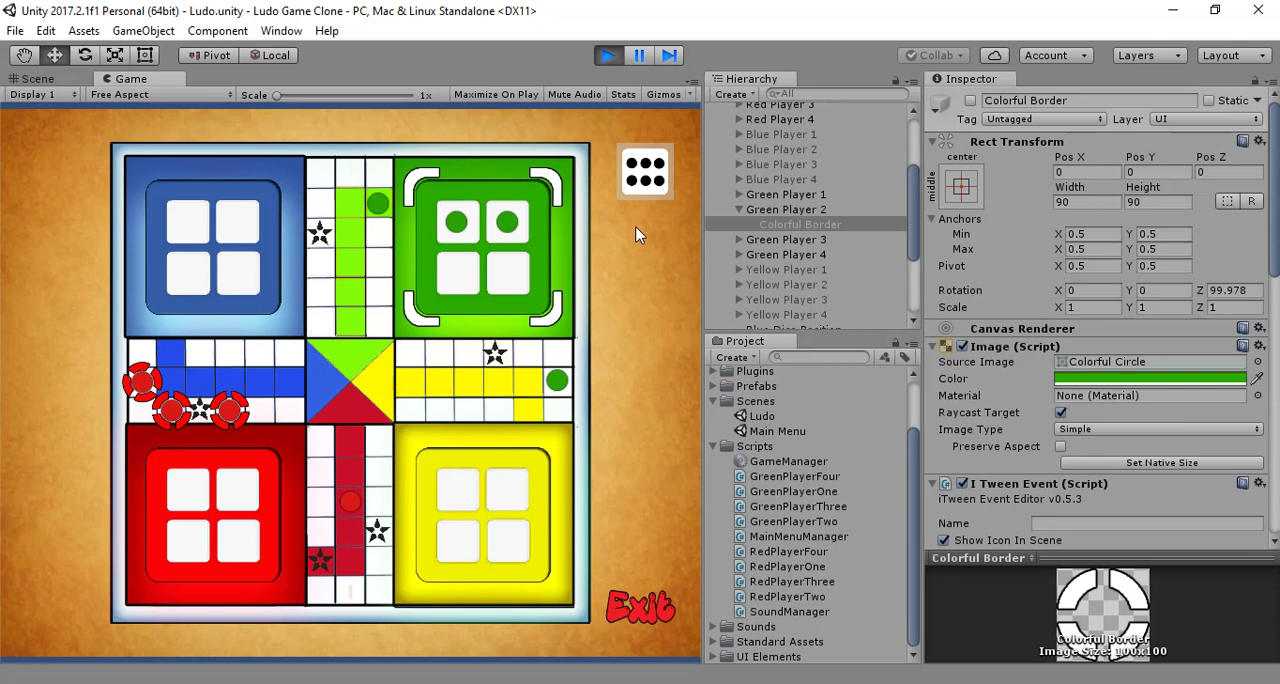 Unity 2017.2.1f1 Personal (64bit) - Ludo.unity - Ludo Game Clone - PC, Mac & Linux Standalone <DX11>
File Edit Assets GameObject Component Window Help
Pivot Local Collab Account Layers Layout
Scene Game Hierarchy Inspector
Display 1 Free Aspect Scale 1x Maximize On Play Mute Audio Stats Gizmos Create All Colorful Border Static
Red Player 3
Red Player 4 Tag Untagged Layer UI
Blue Player 1 Rect Transform
Blue Player 2 center Pos X Pos Y Pos Z
Blue Player 3 middle 0 0 0
Blue Player 4 Width Height
Green Player 1 90 90 R
Green Player 2 Anchors
Colorful Border Min X 0.5 Y 0.5
Green Player 3 Max X 0.5 Y 0.5
Green Player 4 Pivot X 0.5 Y 0.5
Yellow Player 1
Yellow Player 2 Rotation X 0 Y 0 Z 99.978
Yellow Player 3 Scale X 1 Y 1 Z 1
Yellow Player 4
Blue Dice Position Canvas Renderer
Project Image (Script)
Create Source Image Colorful Circle
Plugins Color
Prefabs Material None (Material)
Scenes Raycast Target
Ludo Image Type Simple
Main Menu Preserve Aspect
Scripts Set Native Size
GameManager
GreenPlayerFour I Tween Event (Script)
GreenPlayerOne iTween Event Editor v0.5.3
GreenPlayerThree
GreenPlayerTwo Name
MainMenuManager Show Icon In Scene
RedPlayerFour Colorful Border
RedPlayerOne
RedPlayerThree
RedPlayerTwo
Exit SoundManager
Sounds
Standard Assets Colorful Border
UI Elements Image Size: 100x100